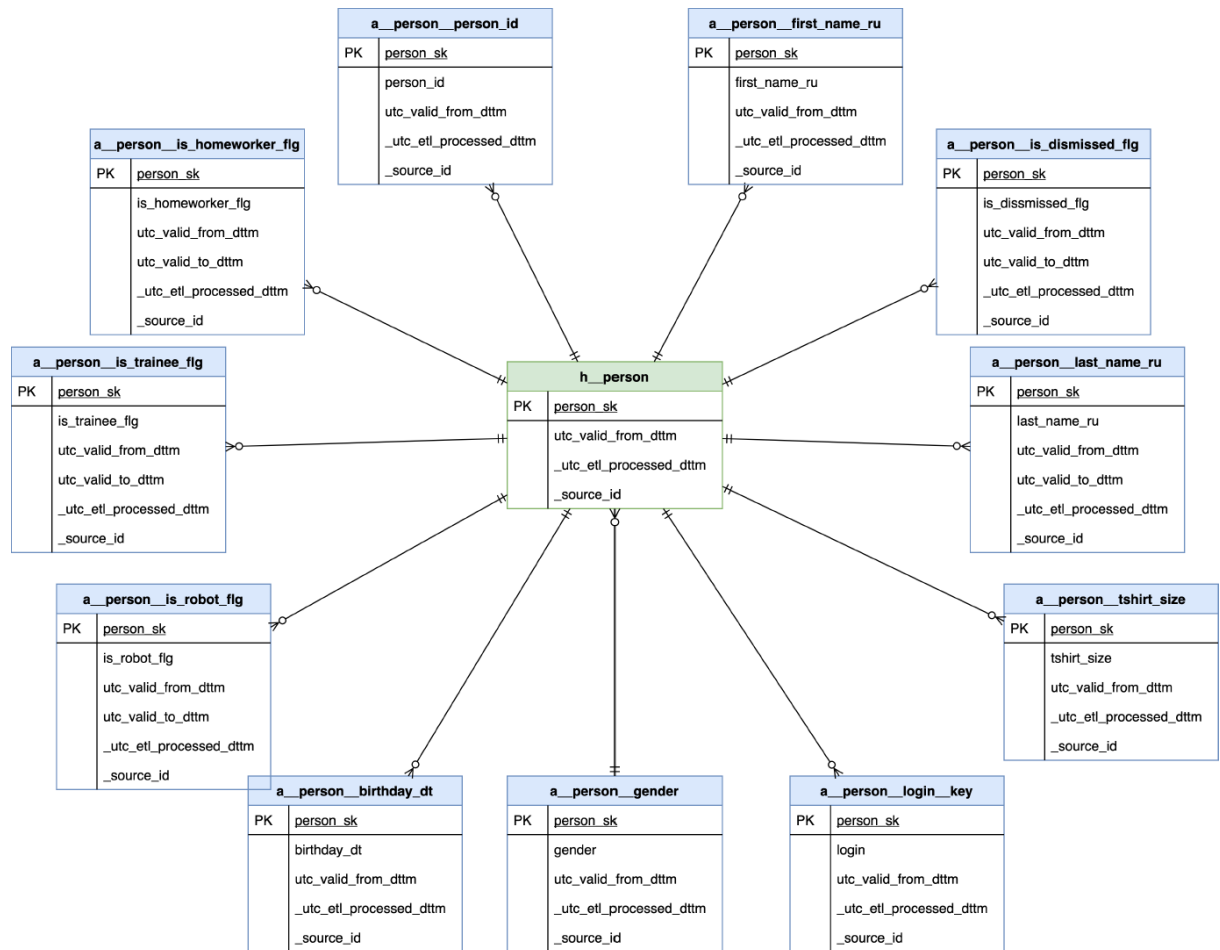 a__person__person_id
PK person_sk
person_id
utc_valid_from_dttm
_utc_etl_processed_dttm
_source_id
a__person__first_name_ru
PK person_sk
first_name_ru
utc_valid_from_dttm
_utc_etl_processed_dttm
_source_id
a__person__is_homeworker_flg
PK person_sk
is_homeworker_flg
utc_valid_from_dttm
utc_valid_to_dttm
_utc_etl_processed_dttm
_source_id
a__person__is_dismissed_flg
PK person_sk
is_dissmissed_flg
utc_valid_from_dttm
utc_valid_to_dttm
_utc_etl_processed_dttm
_source_id
a__person__is_trainee_flg
PK person_sk
is_trainee_flg
utc_valid_from_dttm
utc_valid_to_dttm
_utc_etl_processed_dttm
_source_id
h__person
PK person_sk
utc_valid_from_dttm
_utc_etl_processed_dttm
_source_id
a__person__last_name_ru
PK person_sk
last_name_ru
utc_valid_from_dttm
utc_valid_to_dttm
_utc_etl_processed_dttm
_source_id
a__person__is_robot_flg
PK person_sk
is_robot_flg
utc_valid_from_dttm
utc_valid_to_dttm
_utc_etl_processed_dttm
_source_id
a__person__tshirt_size
PK person_sk
tshirt_size
utc_valid_from_dttm
_utc_etl_processed_dttm
_source_id
a__person__birthday_dt
PK person_sk
birthday_dt
utc_valid_from_dttm
_utc_etl_processed_dttm
_source_id
a__person__gender
PK person_sk
gender
utc_valid_from_dttm
_utc_etl_processed_dttm
_source_id
a__person__login__key
PK person_sk
login
utc_valid_from_dttm
_utc_etl_processed_dttm
_source_id